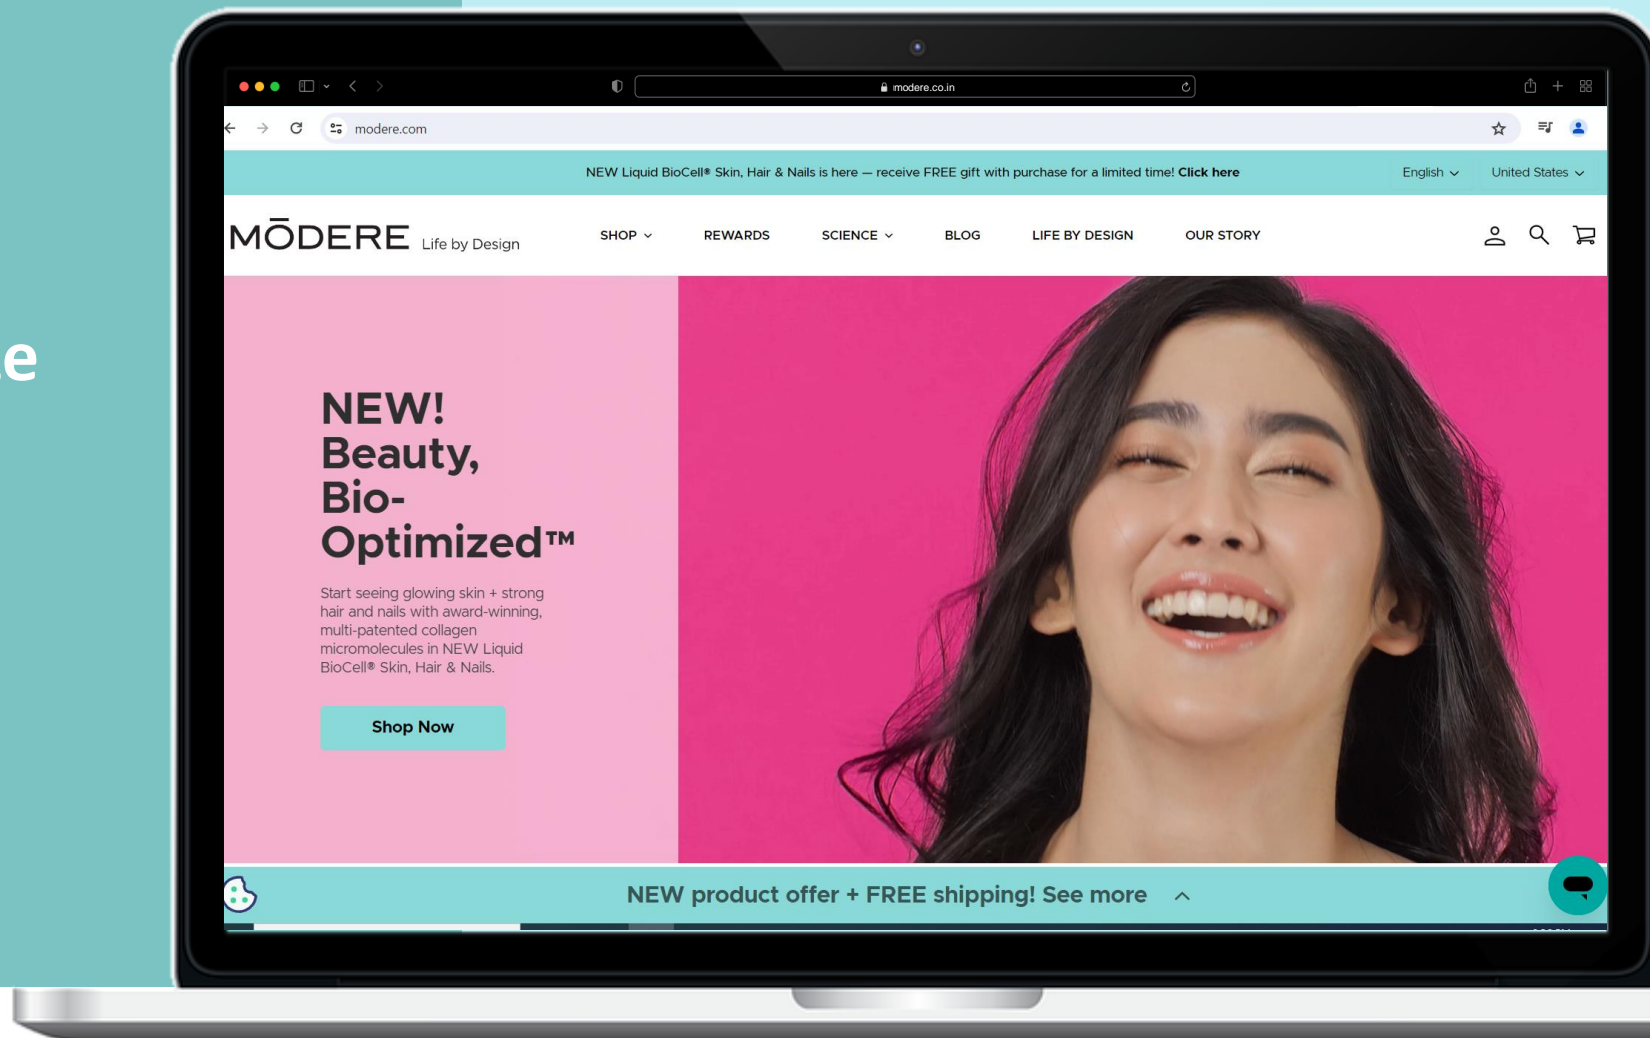 modere.co.in
modere.com
NEW Liquid BioCell® Skin, Hair & Nails is here — receive FREE gift with purchase for a limited time! Click here
English
United States
MŌDERE Life by Design
SHOP REWARDS SCIENCE BLOG LIFE BY DESIGN OUR STORY
NEW!
Beauty,
Bio-
Optimized™
Start seeing glowing skin + strong
hair and nails with award-winning,
multi-patented collagen
micromolecules in NEW Liquid
BioCell® Skin, Hair & Nails.
Shop Now
NEW product offer + FREE shipping! See more